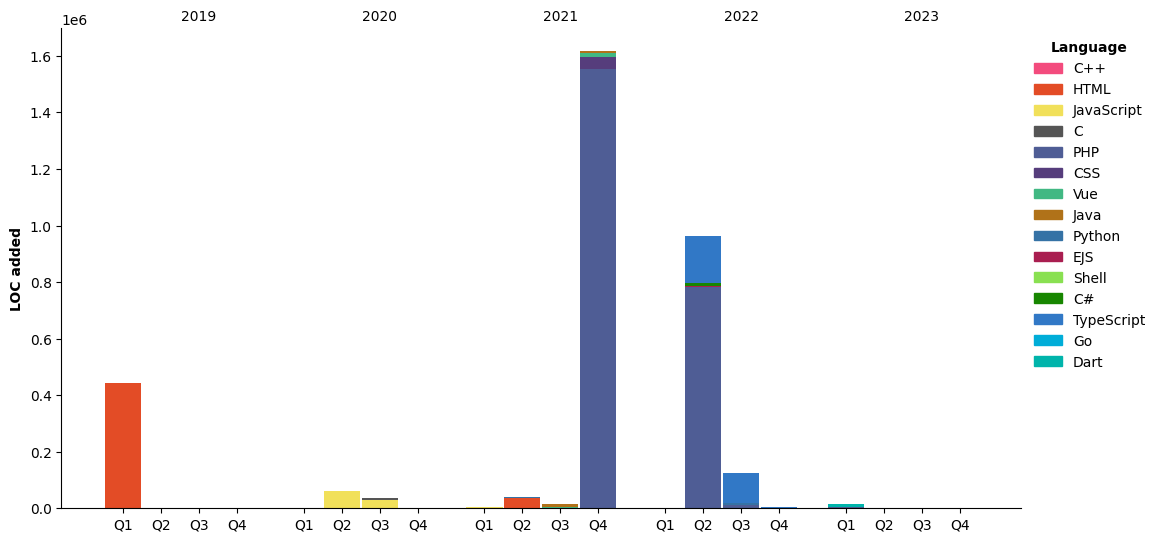 1e6
2019 2020 2021 2022 2023
LOC added
1.6
1.4
1.2
1.0
0.8
0.6
0.4
0.2
0.0
Q1 Q2 Q3 Q4 Q1 Q2 Q3 Q4 Q1 Q2 Q3 Q4 Q1 Q2 Q3 Q4 Q1 Q2 Q3 Q4
Language
C++
HTML
JavaScript
C
PHP
CSS
Vue
Java
Python
EJS
Shell
C#
TypeScript
Go
Dart